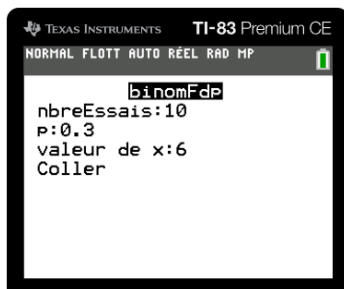 TEXAS INSTRUMENTS TI-83 Premium CE
NORMAL FLOTT AUTO RÉEL RAD MP
binomFdp
nbreEssais:10
p:0.3
valeur de x:6
Coller